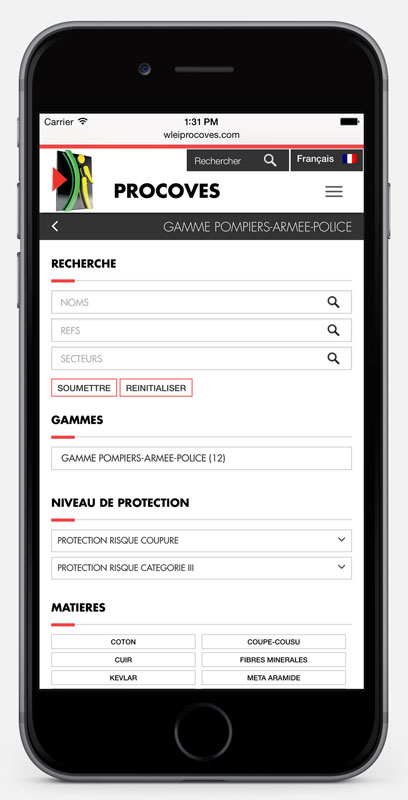 Carrier 1:31 PM
wleiprocoves.com
Rechercher Français
PROCOVES
GAMME POMPIERS-ARMEE-POLICE
RECHERCHE
NOMS
REFS
SECTEURS
SOUMETTRE REINITIALISER
GAMMES
GAMME POMPIERS-ARMEE-POLICE (12)
NIVEAU DE PROTECTION
PROTECTION RISQUE COUPURE
PROTECTION RISQUE CATEGORIE III
MATIERES
COTON COUPE-COUSU
CUIR FIBRES MINERALES
KEVLAR META ARAMIDE